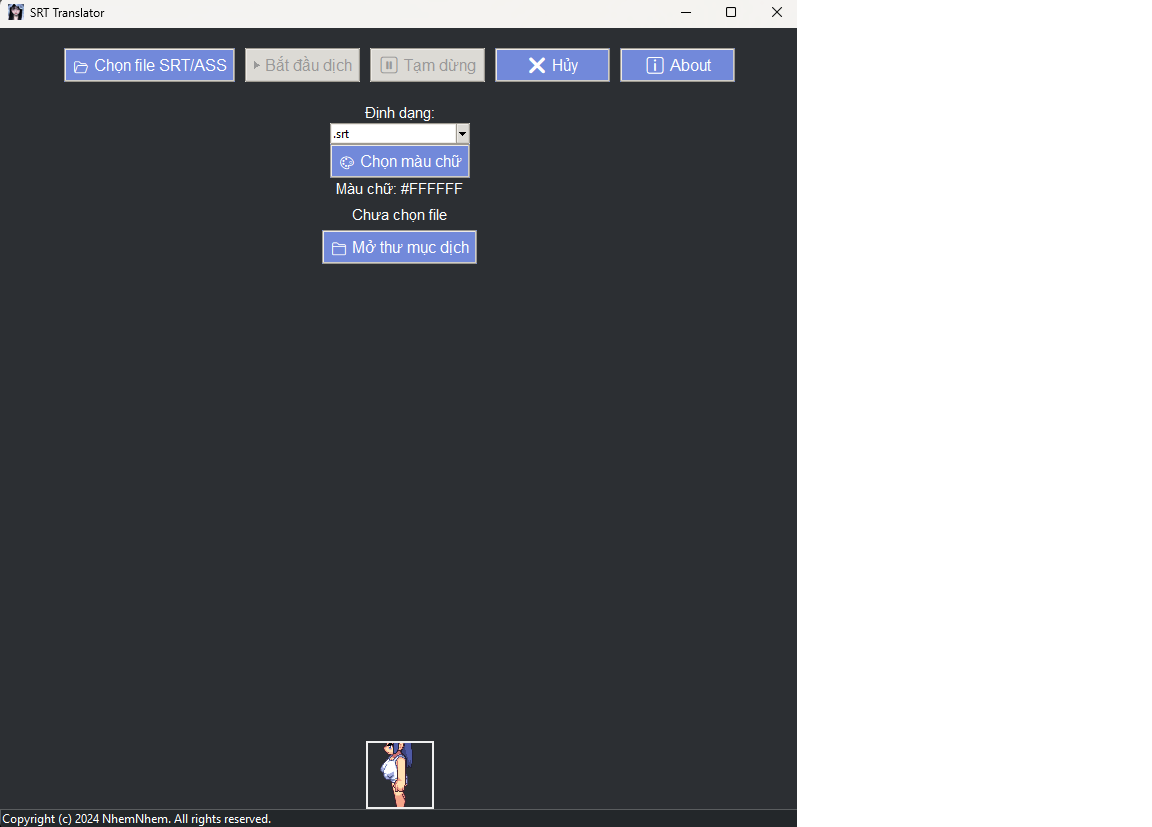 SRT Translator
Chọn file SRT/ASS
Bắt đầu dịch
Tạm dừng
Hủy
About
Định dạng:
.srt
Chọn màu chữ
Màu chữ: #FFFFFF
Chưa chọn file
Mở thư mục dịch
Copyright (c) 2024 NhemNhem. All rights reserved.